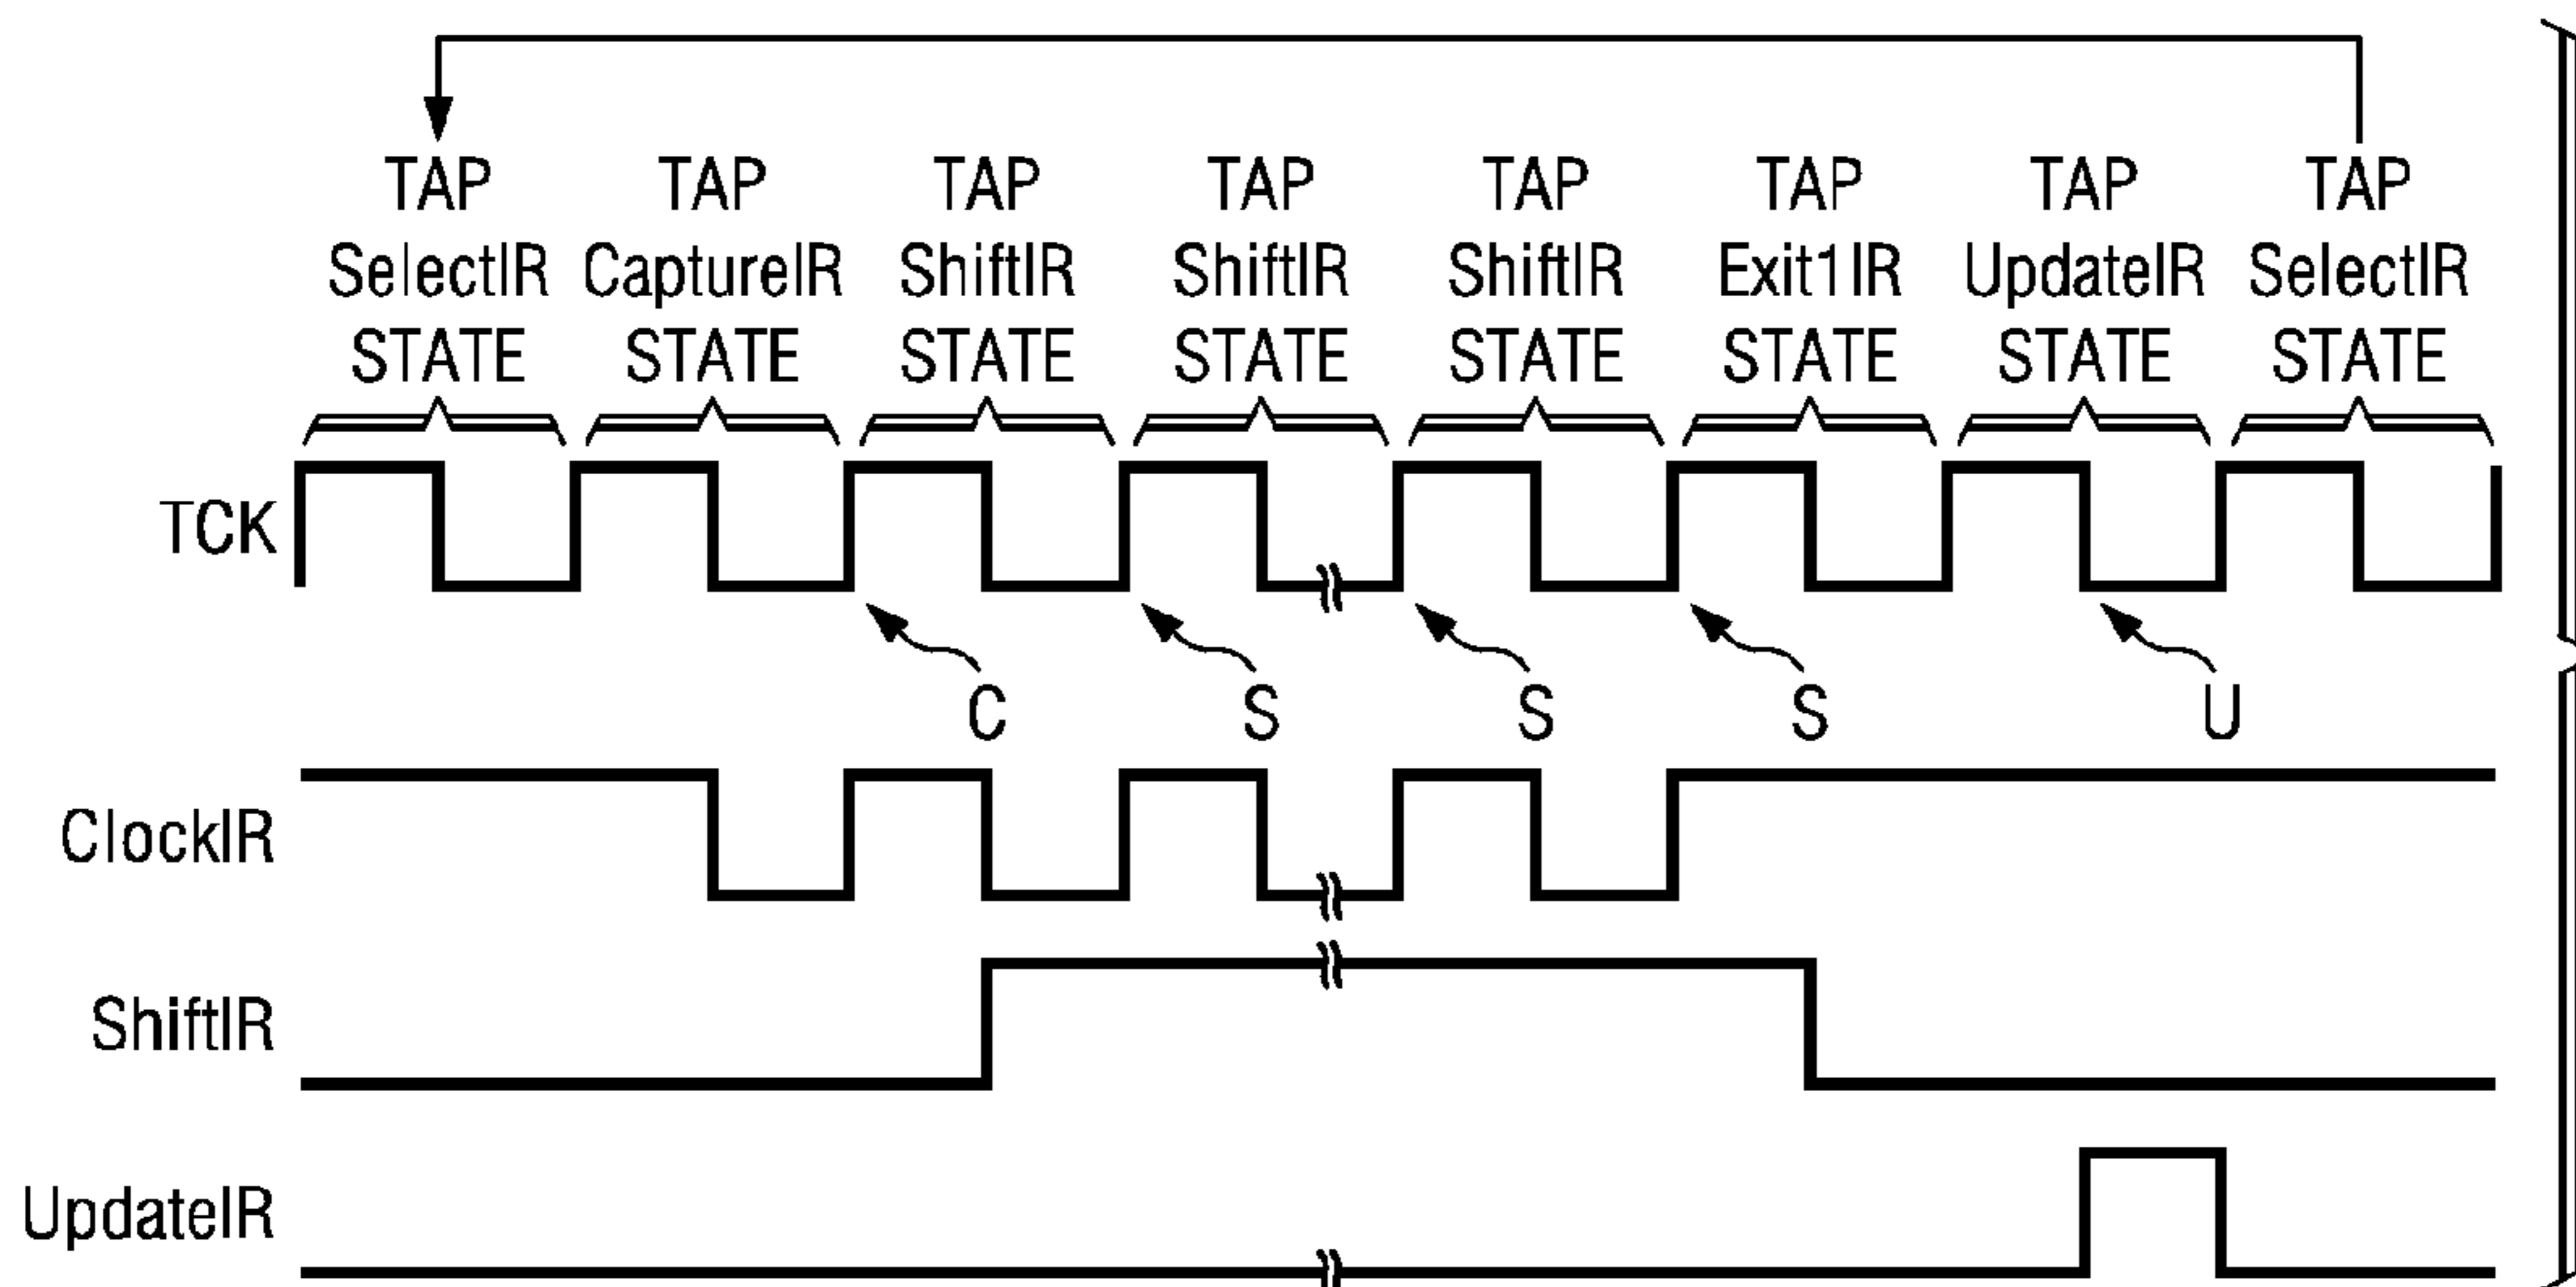 TAP TAP TAP TAP TAP TAP TAP TAP
SelectIR CaptureIR ShiftIR ShiftIR ShiftIR Exit1IR UpdateIR SelectIR
STATE STATE STATE STATE STATE STATE STATE STATE
TCK
C S S S U
ClockIR
ShiftIR
UpdateIR